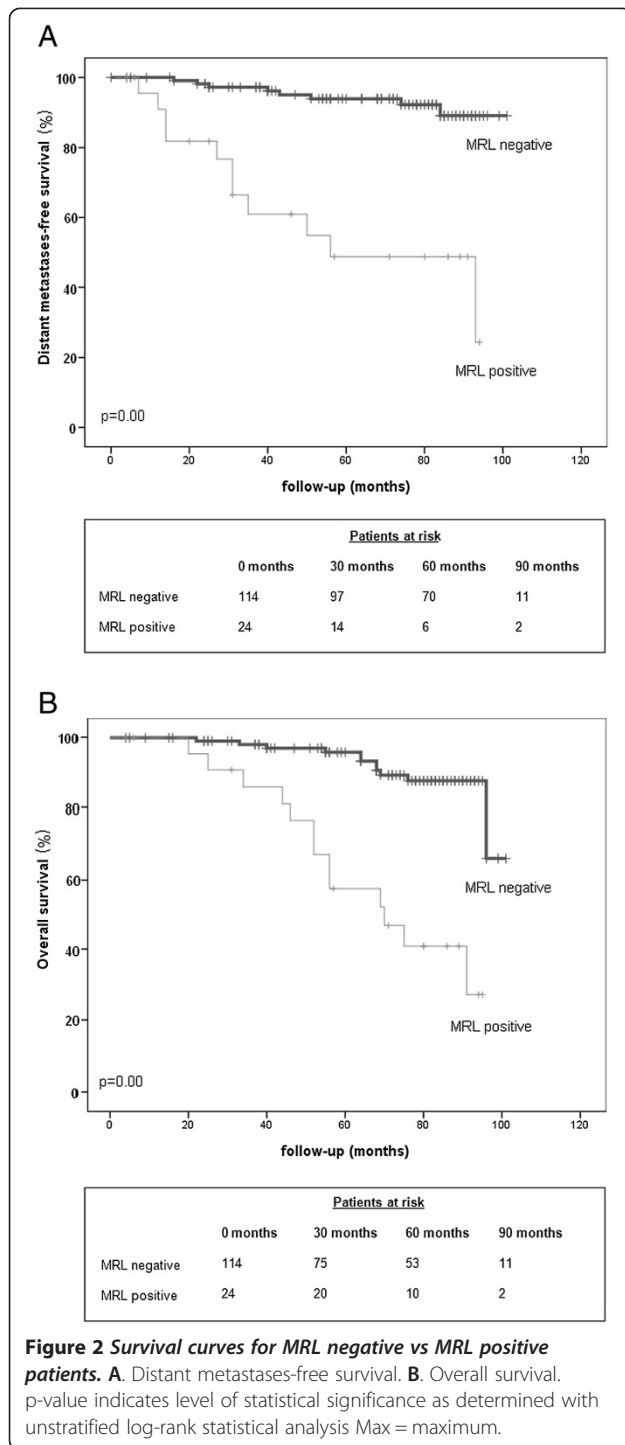 A
100
80
60
40
20
0
Distant metastases-free survival (%)
MRL negative
MRL positive
p=0.00
0 20 40 60 80 100 120
follow-up (months)
Patients at risk
0 months 30 months 60 months 90 months
MRL negative 114 97 70 11
MRL positive 24 14 6 2
B
100
80
60
40
20
0
Overall survival (%)
MRL negative
MRL positive
p=0.00
0 20 40 60 80 100 120
follow-up (months)
Patients at risk
0 months 30 months 60 months 90 months
MRL negative 114 75 53 11
MRL positive 24 20 10 2
Figure 2 Survival curves for MRL negative vs MRL positive
patients. A. Distant metastases-free survival. B. Overall survival.
p-value indicates level of statistical significance as determined with
unstratified log-rank statistical analysis Max = maximum.